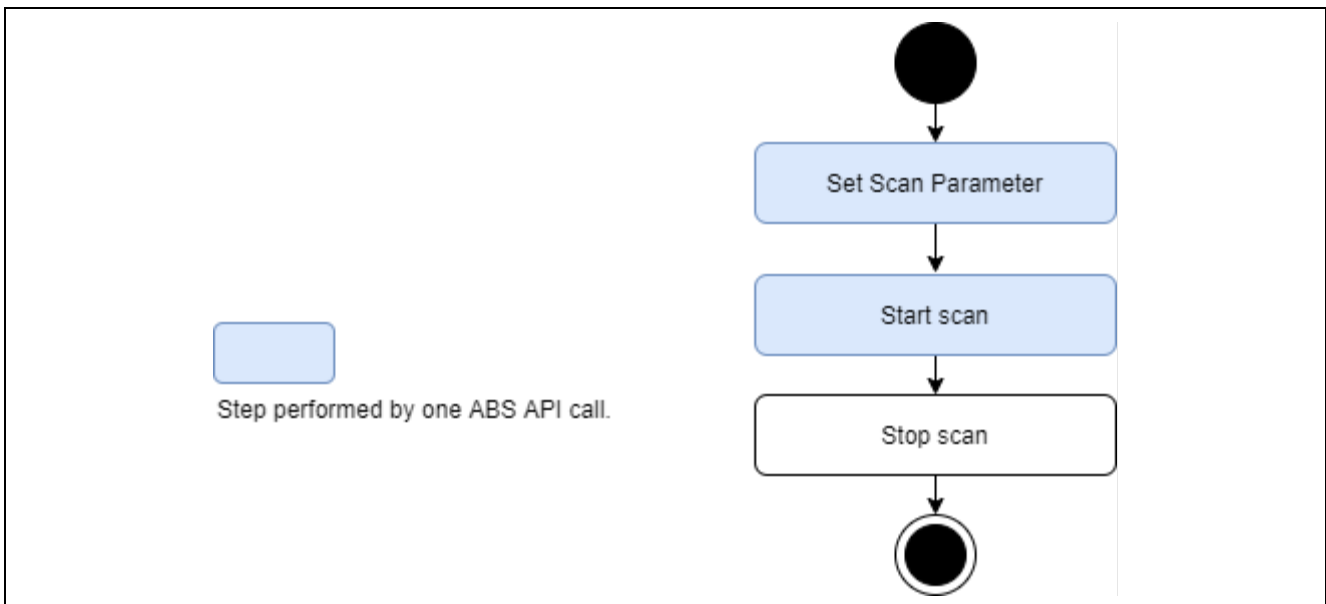 Set Scan Parameter
Start scan
Step performed by one ABS API call.
Stop scan